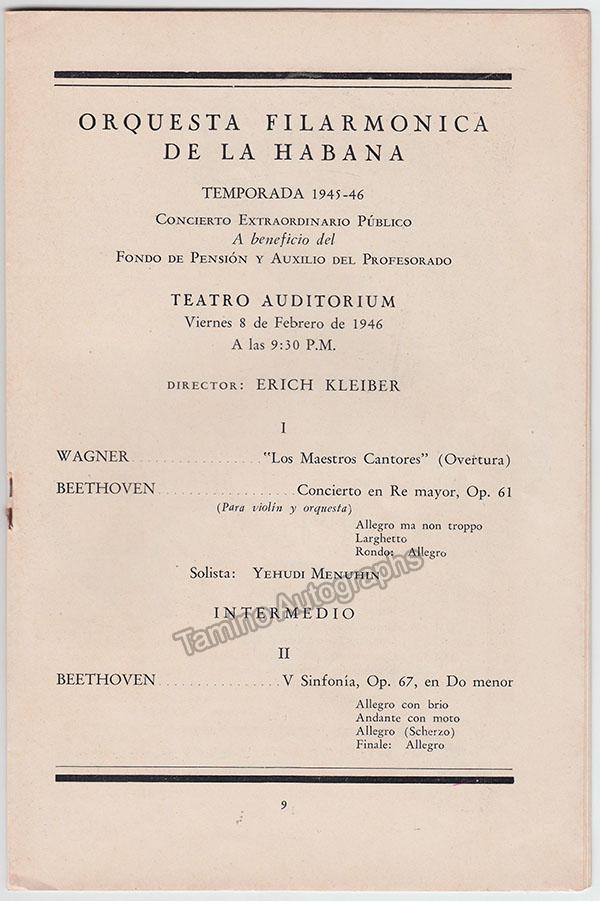 ORQUESTA FILARMONICA
DE LA HABANA
TEMPORADA 1945-46
CONCIERTO EXTRAORDINARIO PÚBLICO
A beneficio del
FONDO DE PENSIÓN Y AUXILIO DEL PROFESORADO
TEATRO AUDITORIUM
Viernes 8 de Febrero de 1946
A las 9:30 P.M.
DIRECTOR: ERICH KLEIBER
I
WAGNER ................... "Los Maestros Cantores" (Overtura)
BEETHOVEN .................... Concierto en Re mayor, Op. 61
(Para violín y orquesta)
Allegro ma non troppo
Larghetto
Rondo: Allegro
Solista: YEHUDI MENUHIN
INTERMEDIO
Tamino Autographs
II
BEETHOVEN .................. V Sinfonía, Op. 67, en Do menor
Allegro con brio
Andante con moto
Allegro (Scherzo)
Finale: Allegro
9